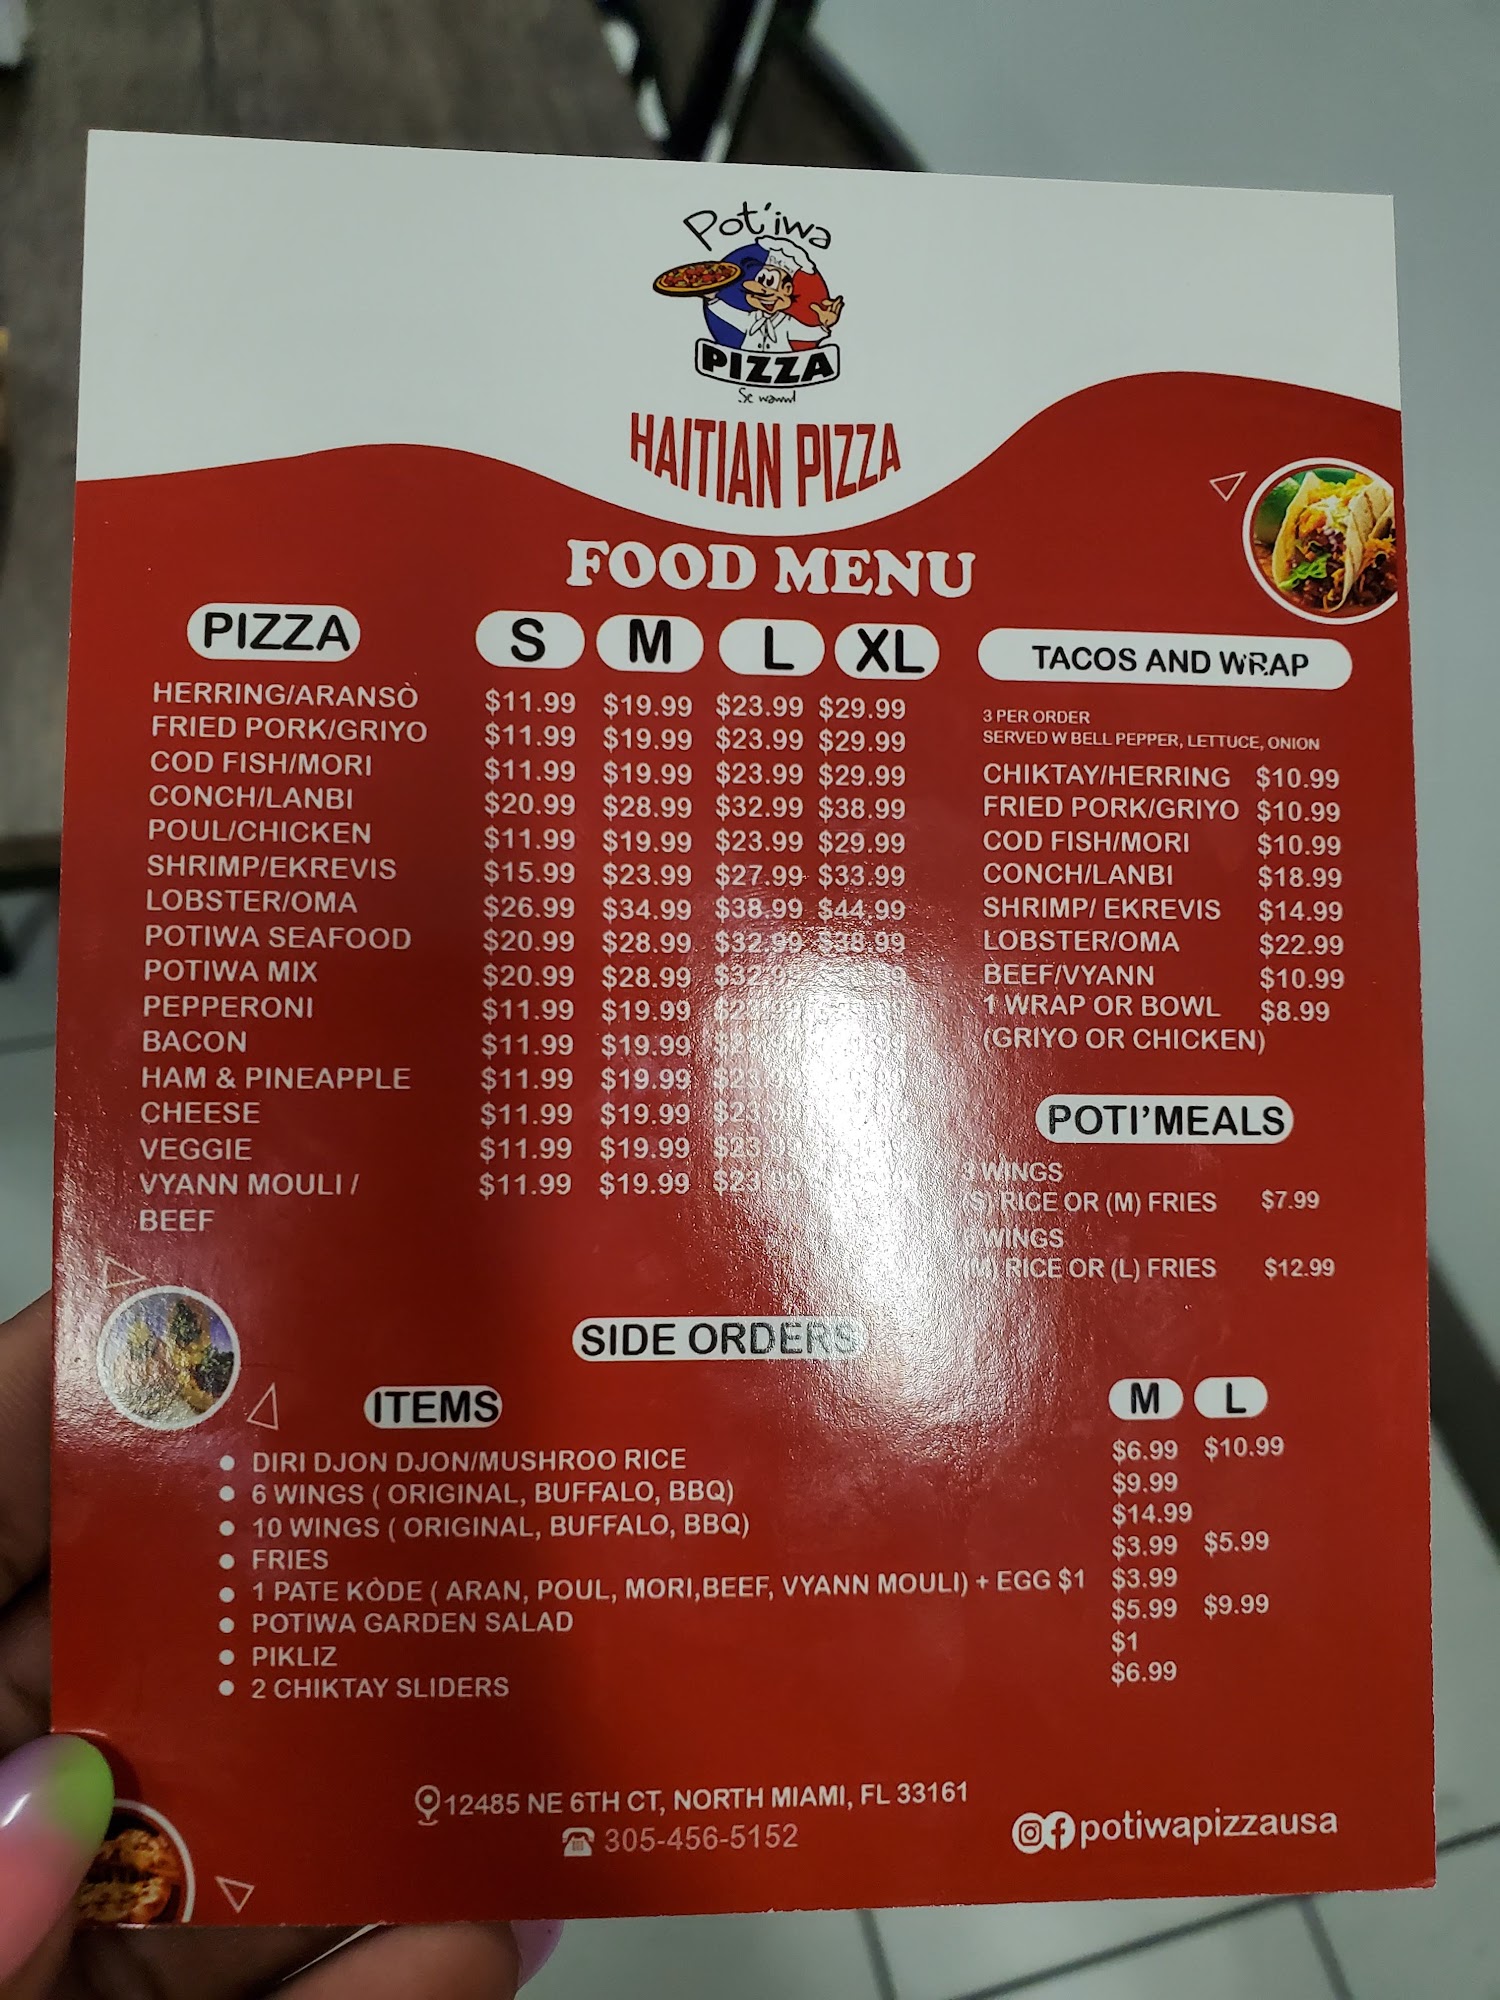 Pot'iwa
PIZZA
Se wawwl
HAITIAN PIZZA
FOOD MENU
PIZZA S M L XL
HERRING/ARANSÒ $11.99 $19.99 $23.99 $29.99
FRIED PORK/GRIYO $11.99 $19.99 $23.99 $29.99
COD FISH/MORI $11.99 $19.99 $23.99 $29.99
CONCH/LANBI $20.99 $28.99 $32.99 $38.99
POUL/CHICKEN $11.99 $19.99 $23.99 $29.99
SHRIMP/EKREVIS $15.99 $23.99 $27.99 $33.99
LOBSTER/OMA $26.99 $34.99 $38.99 $44.99
POTIWA SEAFOOD $20.99 $28.99 $32.99 $38.99
POTIWA MIX $20.99 $28.99
PEPPERONI $11.99 $19.99
BACON $11.99 $19.99
HAM & PINEAPPLE $11.99 $19.99 $23.99
CHEESE $11.99 $19.99 $23.99
VEGGIE $11.99 $19.99
VYANN MOULI / $11.99 $19.99 $23.99
BEEF
TACOS AND WRAP
3 PER ORDER
SERVED W BELL PEPPER, LETTUCE, ONION
CHIKTAY/HERRING $10.99
FRIED PORK/GRIYO $10.99
COD FISH/MORI $10.99
CONCH/LANBI $18.99
SHRIMP/ EKREVIS $14.99
LOBSTER/OMA $22.99
BEEF/VYANN $10.99
1 WRAP OR BOWL $8.99
(GRIYO OR CHICKEN)
POTI'MEALS
WINGS
(S) RICE OR (M) FRIES $7.99
WINGS
(M) RICE OR (L) FRIES $12.99
SIDE ORDERS
ITEMS M L
DIRI DJON DJON/MUSHROO RICE $6.99 $10.99
6 WINGS ( ORIGINAL, BUFFALO, BBQ) $9.99
10 WINGS ( ORIGINAL, BUFFALO, BBQ) $14.99
FRIES $3.99 $5.99
1 PATE KÒDE ( ARAN, POUL, MORI,BEEF, VYANN MOULI) + EGG $1 $3.99
POTIWA GARDEN SALAD $5.99 $9.99
PIKLIZ $1
2 CHIKTAY SLIDERS $6.99
12485 NE 6TH CT, NORTH MIAMI, FL 33161
305-456-5152
potiwapizzausa